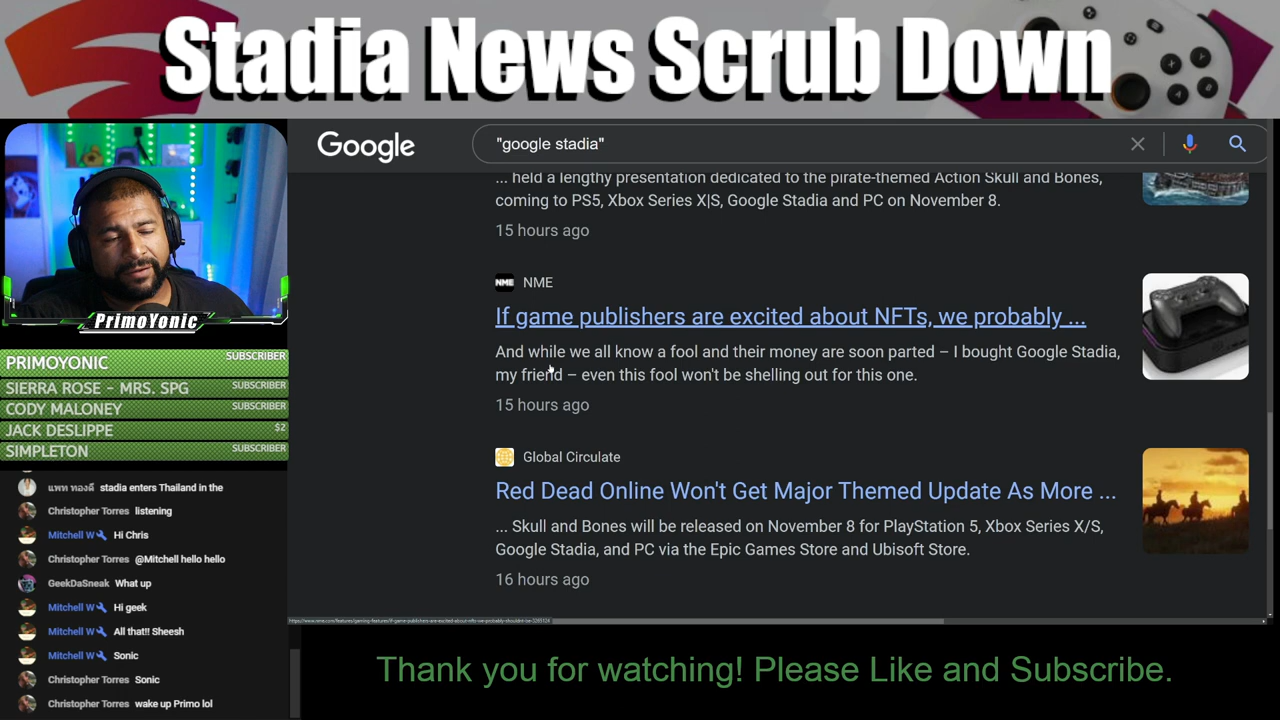 Stadia News Scrub Down
Google
"google stadia"
... held a lengthy presentation dedicated to the pirate-themed Action Skull and Bones,
coming to PS5, Xbox Series X|S, Google Stadia and PC on November 8.
15 hours ago
NME NME
If game publishers are excited about NFTs, we probably ...
And while we all know a fool and their money are soon parted – I bought Google Stadia,
my friend – even this fool won't be shelling out for this one.
15 hours ago
Global Circulate
Red Dead Online Won't Get Major Themed Update As More ...
... Skull and Bones will be released on November 8 for PlayStation 5, Xbox Series X/S,
Google Stadia, and PC via the Epic Games Store and Ubisoft Store.
16 hours ago
PrimoYonic
PRIMOYONIC SUBSCRIBER
SIERRA ROSE - MRS. SPG SUBSCRIBER
CODY MALONEY SUBSCRIBER
JACK DESLIPPE $2
SIMPLETON SUBSCRIBER
แพท ทองดี stadia enters Thailand in the
Christopher Torres listening
Mitchell W Hi Chris
Christopher Torres @Mitchell hello hello
GeekDaSneak What up
Mitchell W Hi geek
Mitchell W All that!! Sheesh
Mitchell W Sonic
Christopher Torres Sonic
Christopher Torres wake up Primo lol
Thank you for watching! Please Like and Subscribe.